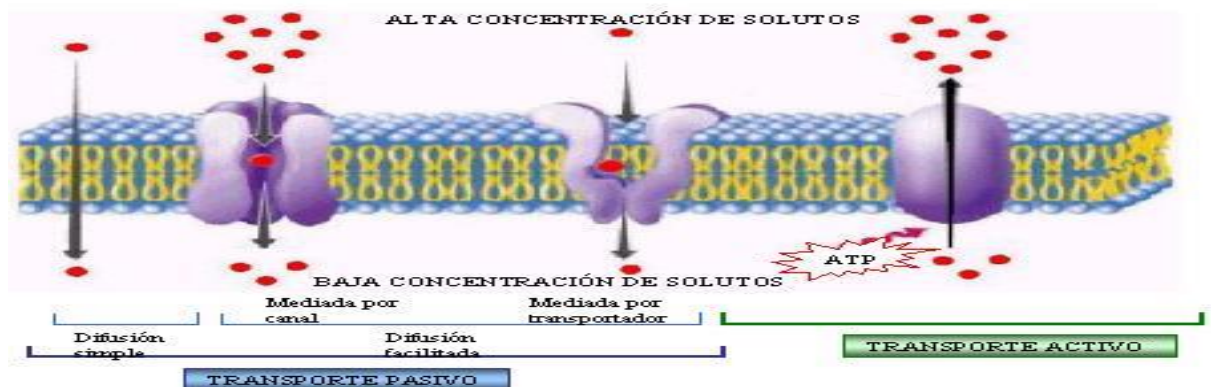 ALTA CONCENTRACIÓN DE SOLUTOS
ATP
BAJA CONCENTRACIÓN DE SOLUTOS
Mediada por
canal
Mediada por
transportador
Difusión
simple
Difusión
facilitada
TRANSPORTE ACTIVO
TRANSPORTE PASIVO